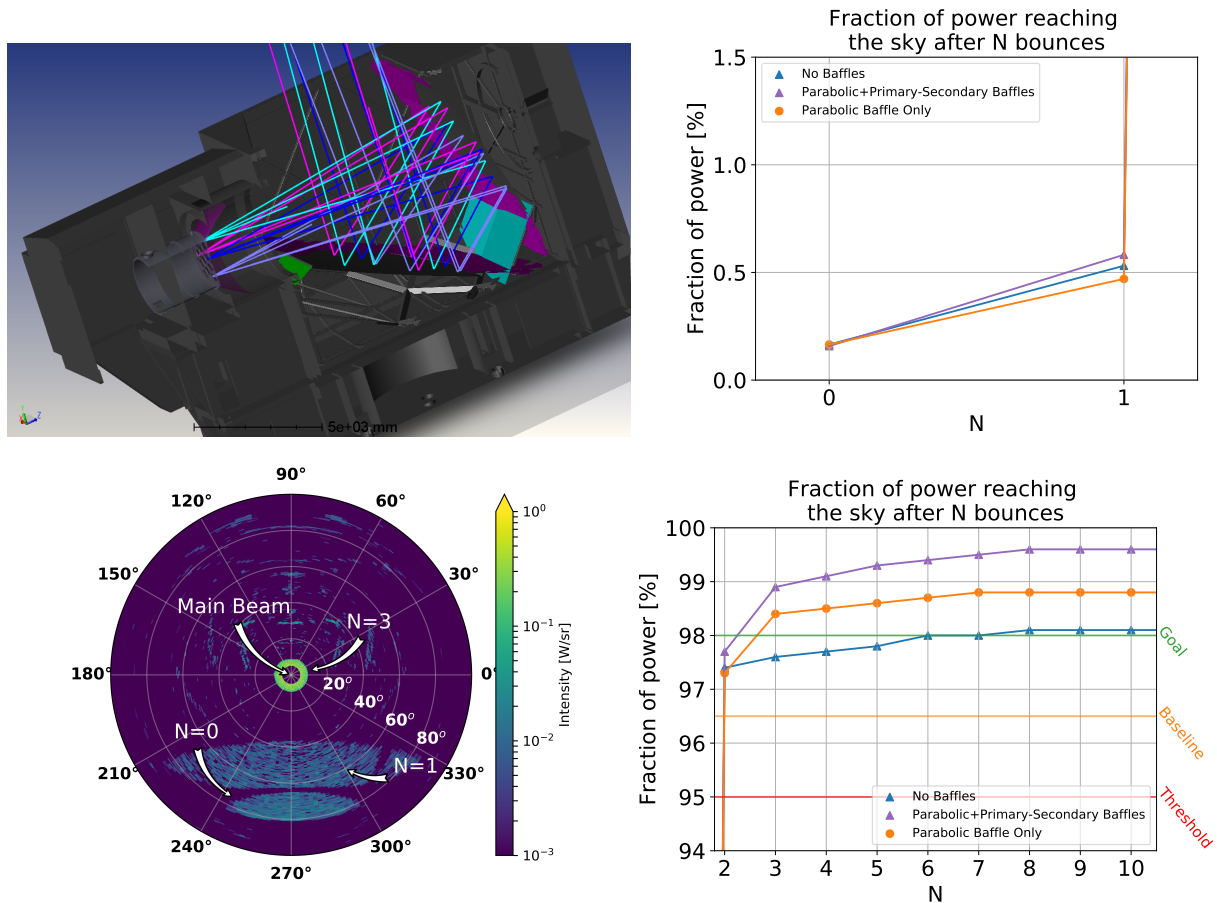 5e+03 mm
Z
Fraction of power reaching
the sky after N bounces
Fraction of power [%]
1.5
1.0
0.5
0.0
No Baffles
Parabolic+Primary-Secondary Baffles
Parabolic Baffle Only
0
1
N
90°
120°
60°
150°
30°
180°
0°
210°
330°
240°
300°
270°
Main Beam
N=3
20°
40°
60°
80°
N=0
N=1
10⁰
10⁻¹
10⁻²
10⁻³
Intensity [W/sr]
Fraction of power reaching
the sky after N bounces
Fraction of power [%]
100
99
98
97
96
95
94
Goal
Baseline
Threshold
No Baffles
Parabolic+Primary-Secondary Baffles
Parabolic Baffle Only
2 3 4 5 6 7 8 9 10
N